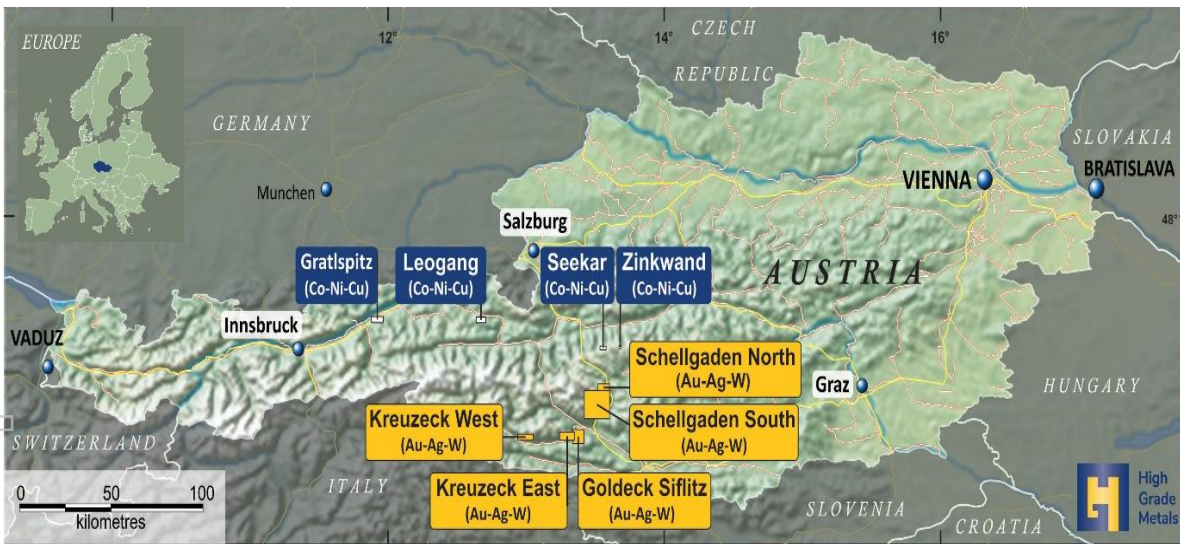 EUROPE
12°
14°
16°
CZECH
REPUBLIC
GERMANY
SLOVAKIA
Munchen
VIENNA
BRATISLAVA
48°
Salzburg
Gratlspitz
(Co-Ni-Cu)
Leogang
(Co-Ni-Cu)
Seekar
(Co-Ni-Cu)
Zinkwand
(Co-Ni-Cu)
AUSTRIA
Innsbruck
VADUZ
Schellgaden North
(Au-Ag-W)
Graz
HUNGARY
Kreuzeck West
(Au-Ag-W)
Schellgaden South
(Au-Ag-W)
SWITZERLAND
ITALY
Kreuzeck East
(Au-Ag-W)
Goldeck Siflitz
(Au-Ag-W)
SLOVENIA
CROATIA
0 50 100
kilometres
High
Grade
Metals